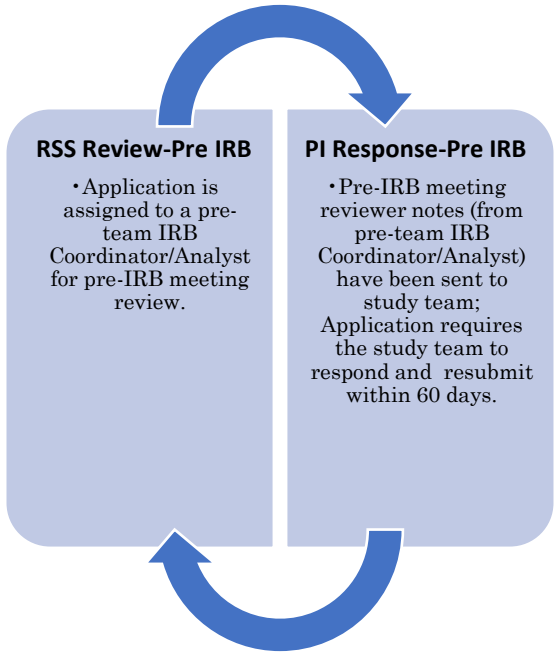 RSS Review-Pre IRB
•Application is
assigned to a pre-
team IRB
Coordinator/Analyst
for pre-IRB meeting
review.
PI Response-Pre IRB
•Pre-IRB meeting
reviewer notes (from
pre-team IRB
Coordinator/Analyst)
have been sent to
study team;
Application requires
the study team to
respond and  resubmit
within 60 days.